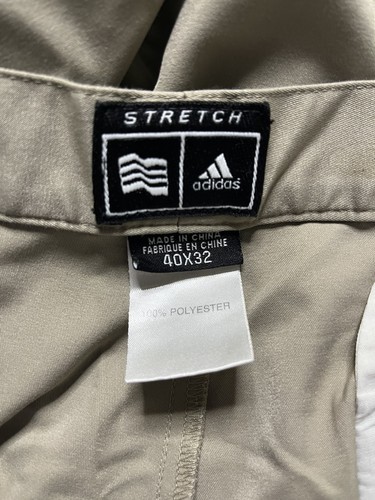 STRETCH
adidas
MADE IN CHINA
FABRIQUE EN CHINE
40X32
100% POLYESTER